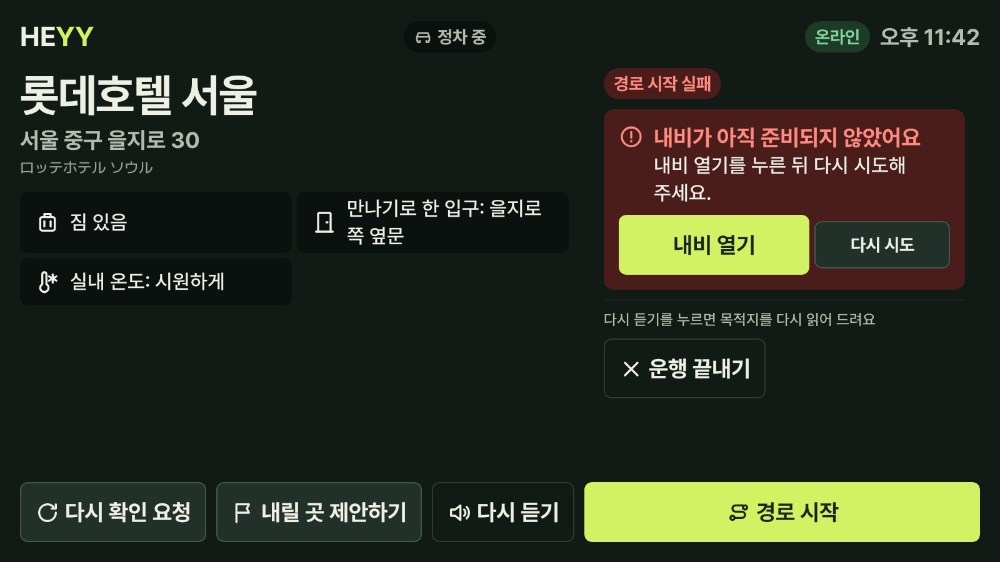 HEYY
정차 중
온라인
오후 11:42
롯데호텔 서울
서울 중구 을지로 30
ロッテホテル ソウル
짐 있음
만나기로 한 입구: 을지로
쪽 옆문
실내 온도: 시원하게
경로 시작 실패
내비가 아직 준비되지 않았어요
내비 열기를 누른 뒤 다시 시도해
주세요.
내비 열기
다시 시도
다시 듣기를 누르면 목적지를 다시 읽어 드려요
운행 끝내기
다시 확인 요청
내릴 곳 제안하기
다시 듣기
경로 시작